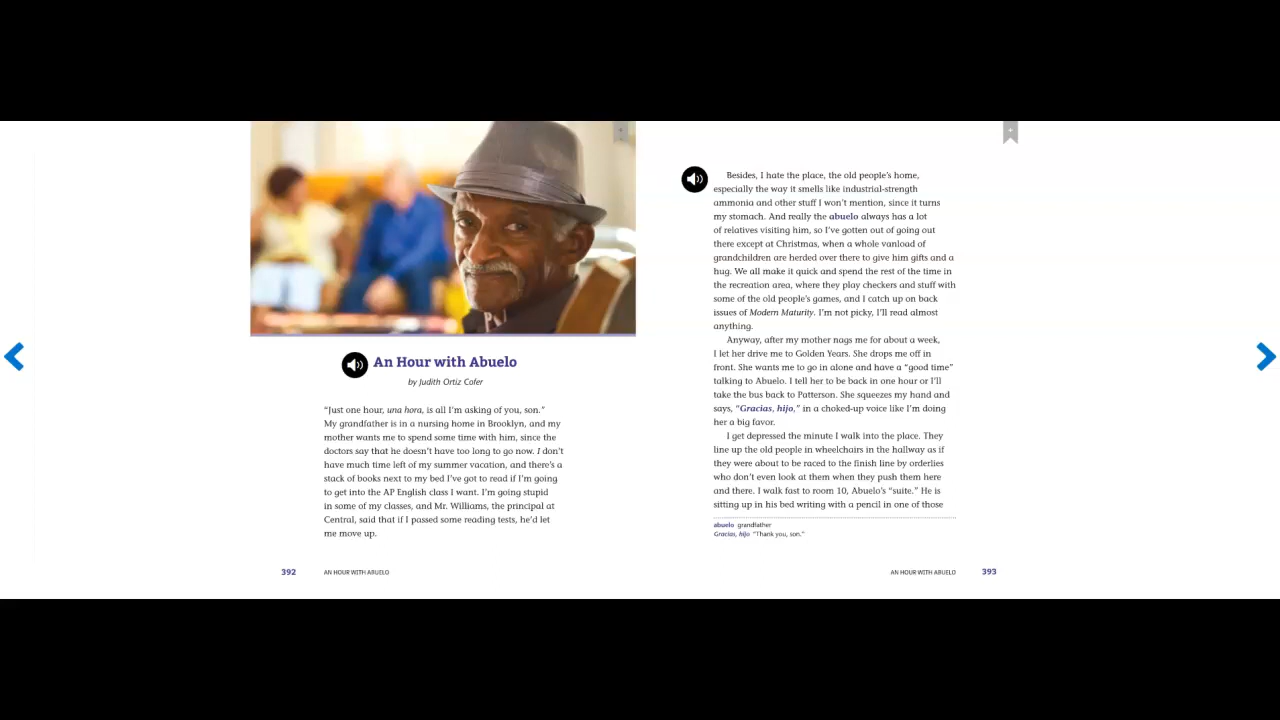 An Hour with Abuelo
by Judith Ortiz Cofer
“Just one hour, una hora, is all I’m asking of you, son.”
My grandfather is in a nursing home in Brooklyn, and my
mother wants me to spend some time with him, since the
doctors say that he doesn’t have too long to go now. I don’t
have much time left of my summer vacation, and there’s a
stack of books next to my bed I’ve got to read if I’m going
to get into the AP English class I want. I’m going stupid
in some of my classes, and Mr. Williams, the principal at
Central, said that if I passed some reading tests, he’d let
me move up.
392
AN HOUR WITH ABUELO
Besides, I hate the place, the old people’s home,
especially the way it smells like industrial-strength
ammonia and other stuff I won’t mention, since it turns
my stomach. And really the abuelo always has a lot
of relatives visiting him, so I’ve gotten out of going out
there except at Christmas, when a whole vanload of
grandchildren are herded over there to give him gifts and a
hug. We all make it quick and spend the rest of the time in
the recreation area, where they play checkers and stuff with
some of the old people’s games, and I catch up on back
issues of Modern Maturity. I’m not picky, I’ll read almost
anything.
Anyway, after my mother nags me for about a week,
I let her drive me to Golden Years. She drops me off in
front. She wants me to go in alone and have a “good time”
talking to Abuelo. I tell her to be back in one hour or I’ll
take the bus back to Patterson. She squeezes my hand and
says, “Gracias, hijo,” in a choked-up voice like I’m doing
her a big favor.
I get depressed the minute I walk into the place. They
line up the old people in wheelchairs in the hallway as if
they were about to be raced to the finish line by orderlies
who don’t even look at them when they push them here
and there. I walk fast to room 10, Abuelo’s “suite.” He is
sitting up in his bed writing with a pencil in one of those
abuelo grandfather
Gracias, hijo “Thank you, son.”
AN HOUR WITH ABUELO
393